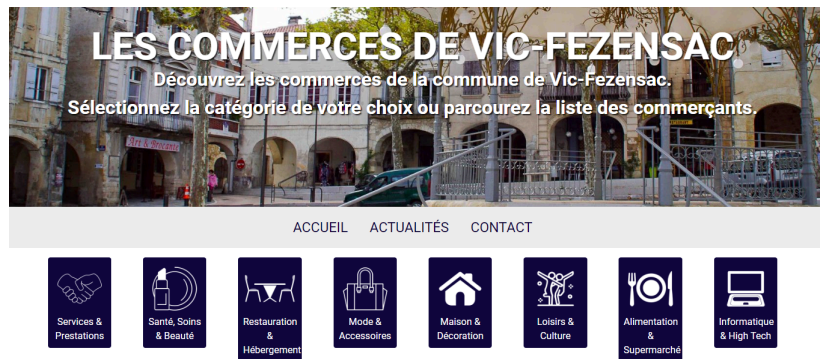 LES COMMERCES DE VIC-FEZENSAC
Découvrez les commerces de la commune de Vic-Fezensac.
Sélectionnez la catégorie de votre choix ou parcourez la liste des commerçants.
Art & Brocante
ACCUEIL ACTUALITÉS CONTACT
Services &
Prestations
Santé, Soins
& Beauté
Restauration
&
Hébergement
Mode &
Accessoires
Maison &
Décoration
Loisirs &
Culture
Alimentation
&
Supermarché
Informatique
& High Tech